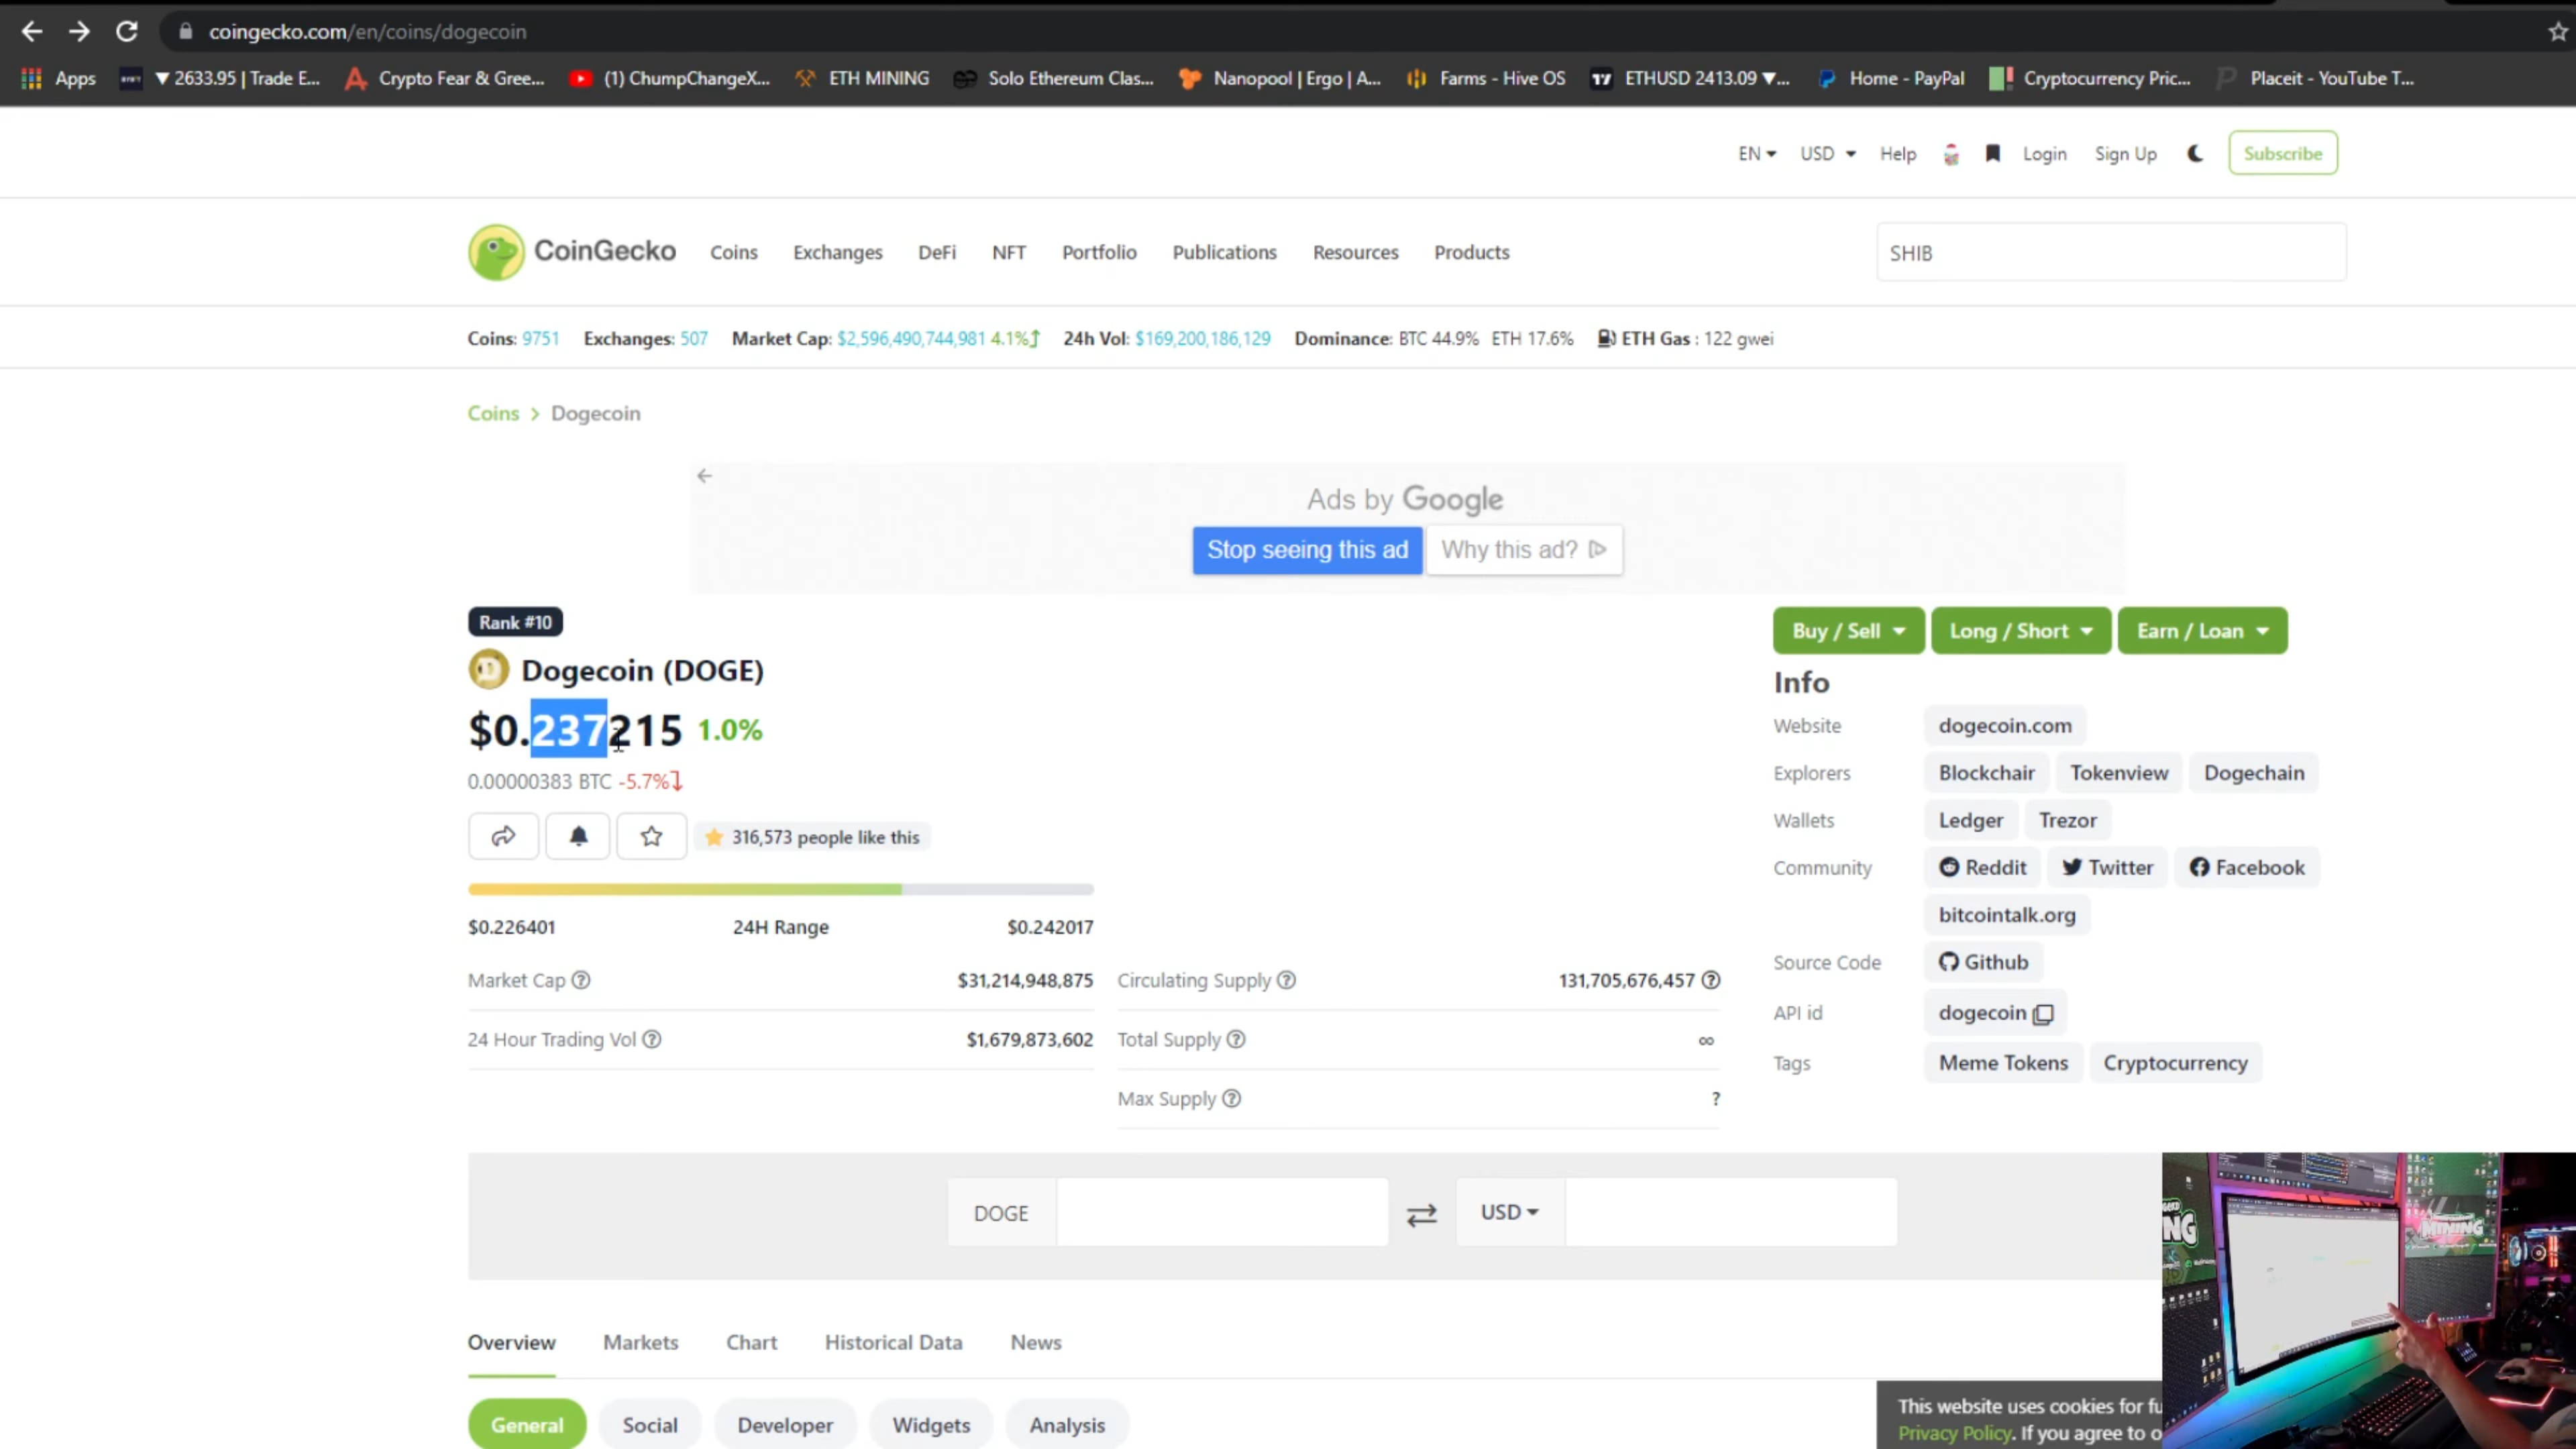 coingecko.com/en/coins/dogecoin
Apps ▼ 2633.95 | Trade E... Crypto Fear & Gree... (1) ChumpChangeX... ETH MINING Solo Ethereum Clas... Nanopool | Ergo | A... Farms - Hive OS ETHUSD 2413.09 ▼... Home - PayPal Cryptocurrency Pric... Placeit - YouTube T...
EN USD Help Login Sign Up Subscribe
CoinGecko Coins Exchanges DeFi NFT Portfolio Publications Resources Products SHIB
Coins: 9751 Exchanges: 507 Market Cap: $2,596,490,744,981 4.1% 24h Vol: $169,200,186,129 Dominance: BTC 44.9% ETH 17.6% ETH Gas : 122 gwei
Coins > Dogecoin
Ads by Google
Stop seeing this ad Why this ad?
Rank #10
Dogecoin (DOGE)
$0.237215 1.0%
0.00000383 BTC -5.7%
316,573 people like this
$0.226401 24H Range $0.242017
Market Cap $31,214,948,875
24 Hour Trading Vol $1,679,873,602
Circulating Supply 131,705,676,457
Total Supply ∞
Max Supply ?
Buy / Sell Long / Short Earn / Loan
Info
Website dogecoin.com
Explorers Blockchair Tokenview Dogechain
Wallets Ledger Trezor
Community Reddit Twitter Facebook
bitcointalk.org
Source Code Github
API id dogecoin
Tags Meme Tokens Cryptocurrency
DOGE USD
Overview Markets Chart Historical Data News
General Social Developer Widgets Analysis
This website uses cookies for fu
Privacy Policy. If you agree to o
MINING